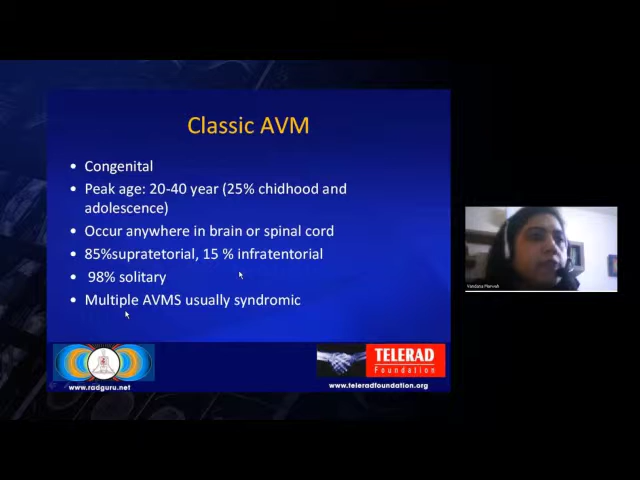 Classic AVM
• Congenital
• Peak age: 20-40 year (25% chidhood and
adolescence)
• Occur anywhere in brain or spinal cord
• 85%supratetorial, 15 % infratentorial
• 98% solitary
• Multiple AVMS usually syndromic
www.radguru.net
TELERAD
Foundation
www.teleradfoundation.org
Vandana